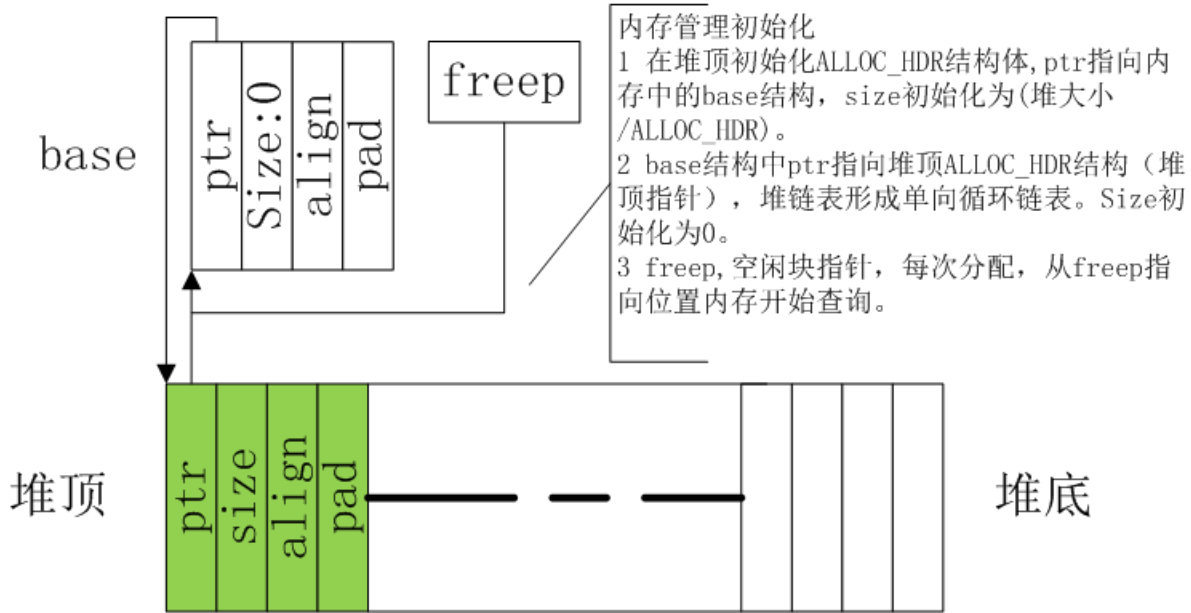 内存管理初始化
1 在堆顶初始化ALLOC_HDR结构体,ptr指向内
存中的base结构，size初始化为(堆大小
/ALLOC_HDR)。
2 base结构中ptr指向堆顶ALLOC_HDR结构（堆
顶指针），堆链表形成单向循环链表。Size初
始化为0。
3 freep,空闲块指针，每次分配，从freep指
向位置内存开始查询。
base
ptr
Size:0
align
pad
freep
堆顶
ptr
size
align
pad
堆底